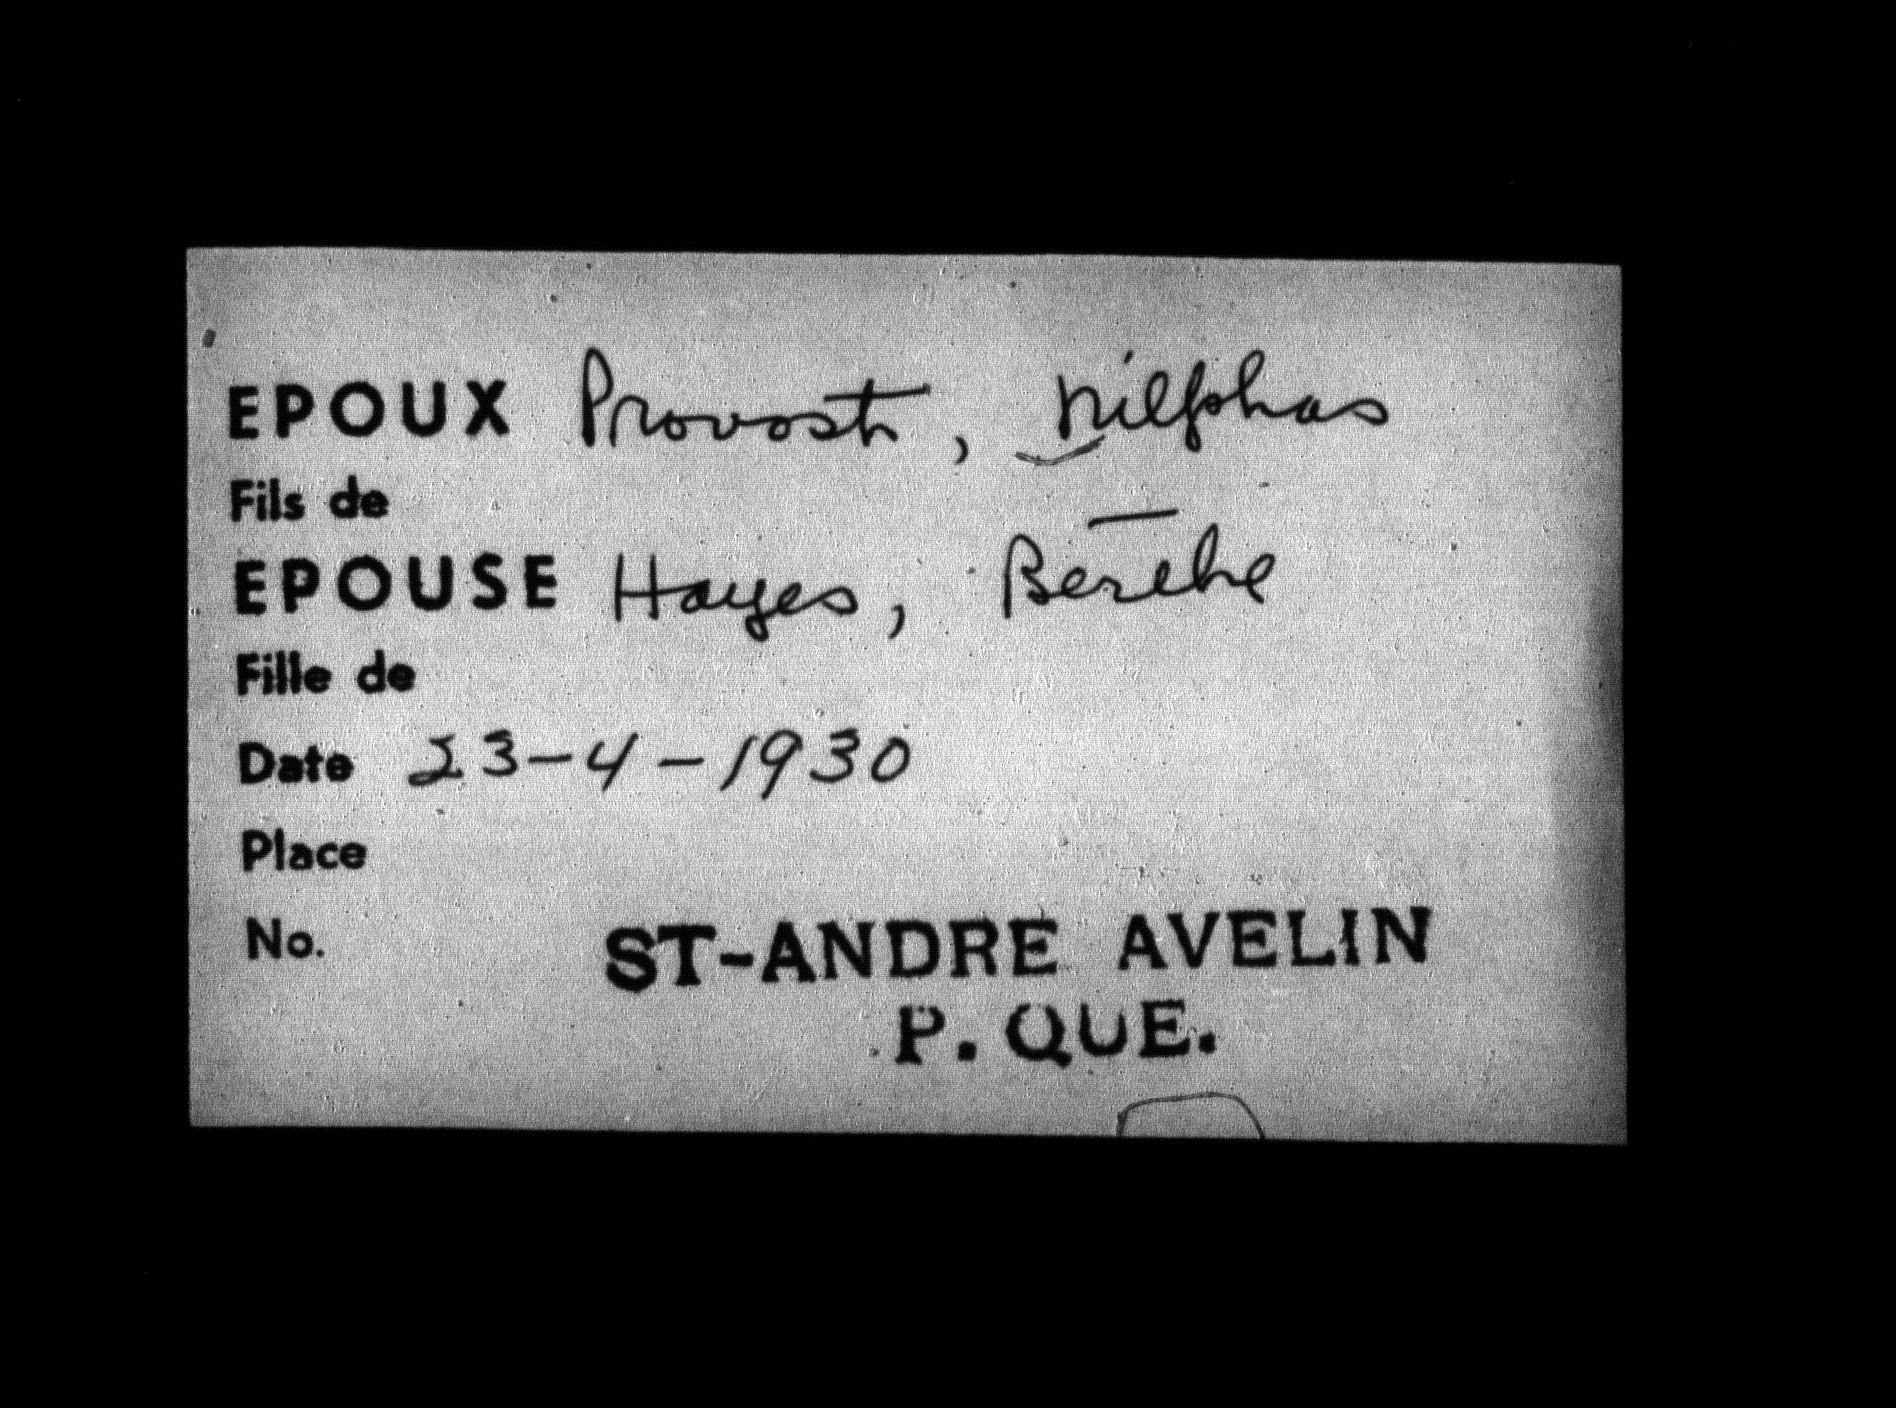 EPOUX Provost, Nilphas
Fils de
EPOUSE Hayes, Berthe
Fille de
Date 23-4-1930
Place
No.
ST-ANDRE AVELIN
P. QUE.